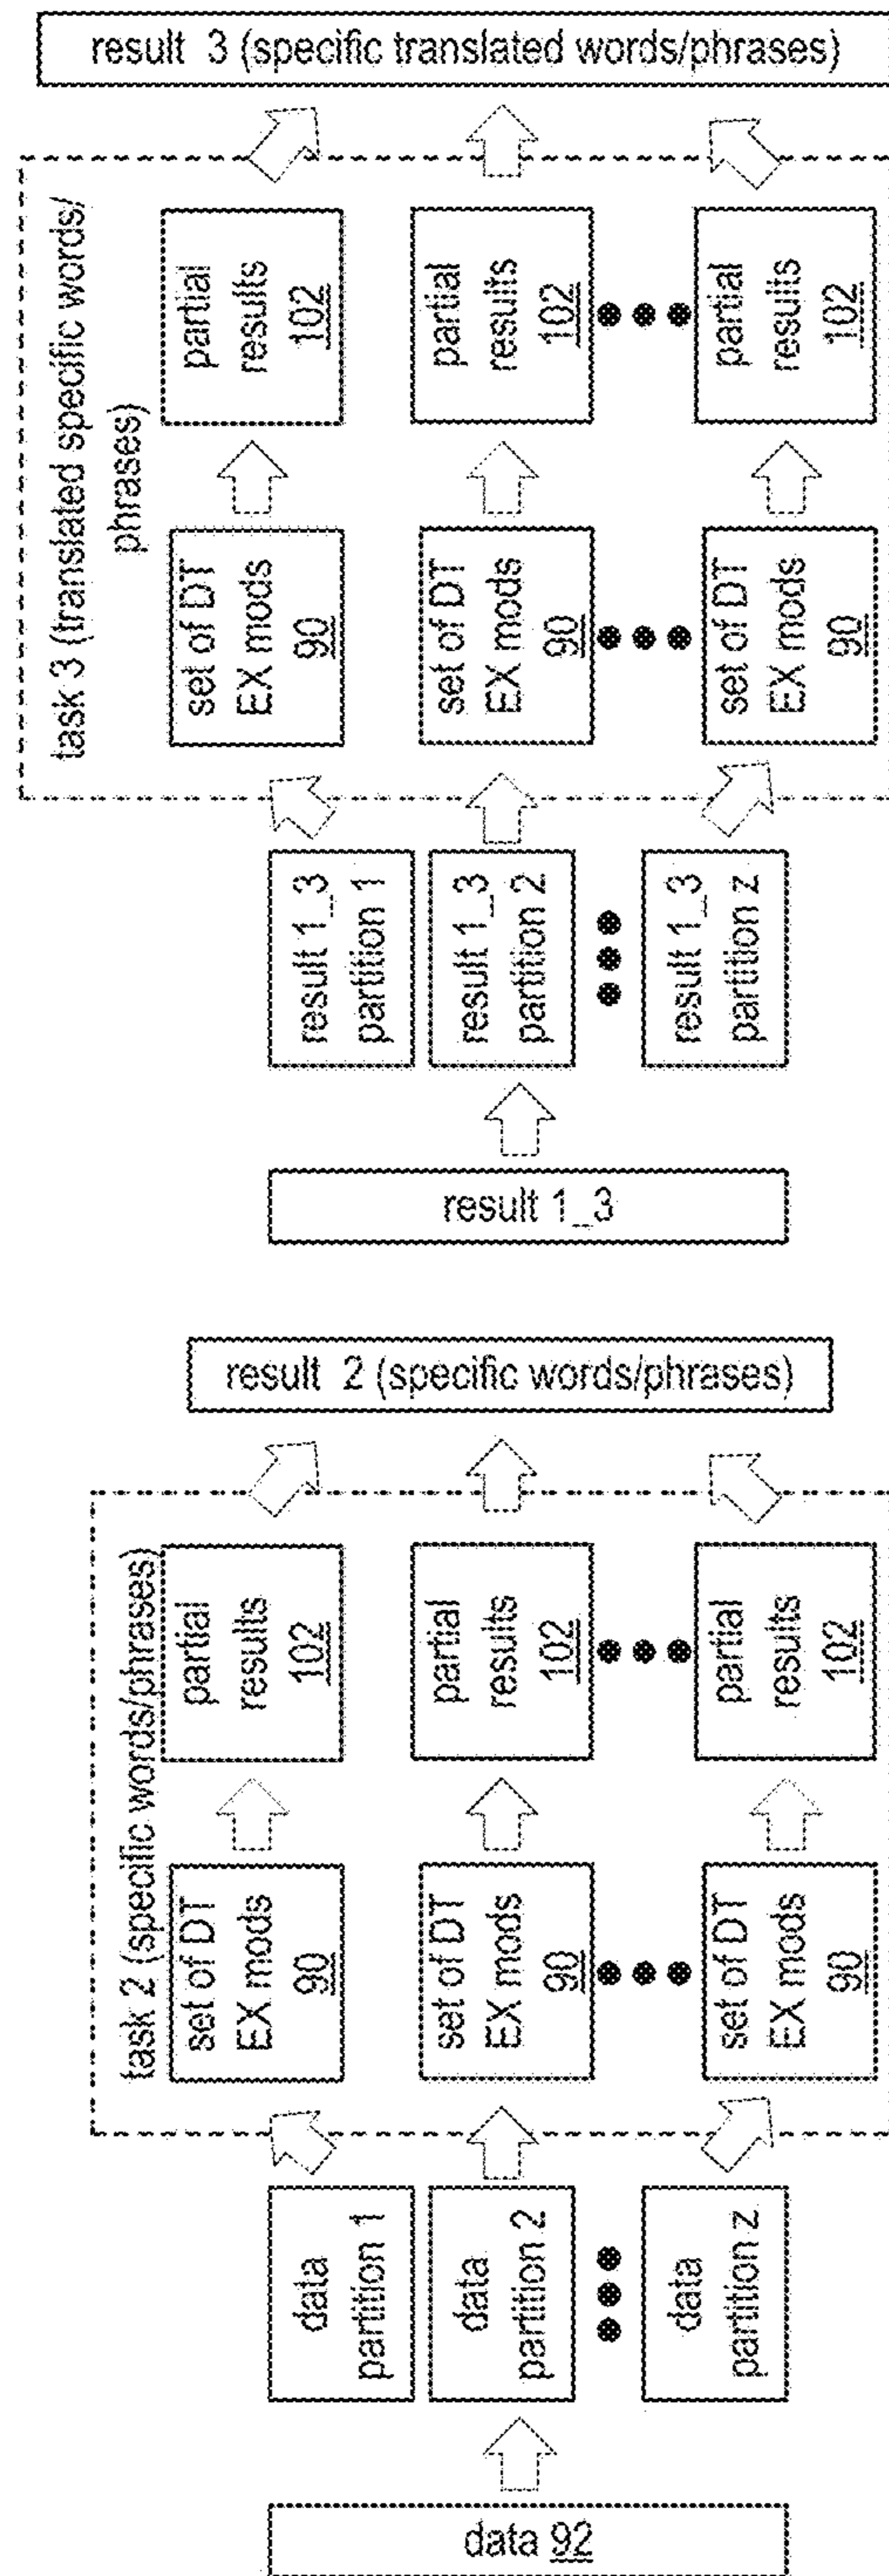 data 92
data
partition 1
data
partition 2
data
partition z
task 2 (specific words/phrases)
set of DT
EX mods
90
set of DT
EX mods
90
set of DT
EX mods
90
partial
results
102
partial
results
102
partial
results
102
result 2 (specific words/phrases)
result 1_3
result 1_3
partition 1
result 1_3
partition 2
result 1_3
partition z
task 3 (translated specific words/
phrases)
set of DT
EX mods
90
set of DT
EX mods
90
set of DT
EX mods
90
partial
results
102
partial
results
102
partial
results
102
result 3 (specific translated words/phrases)